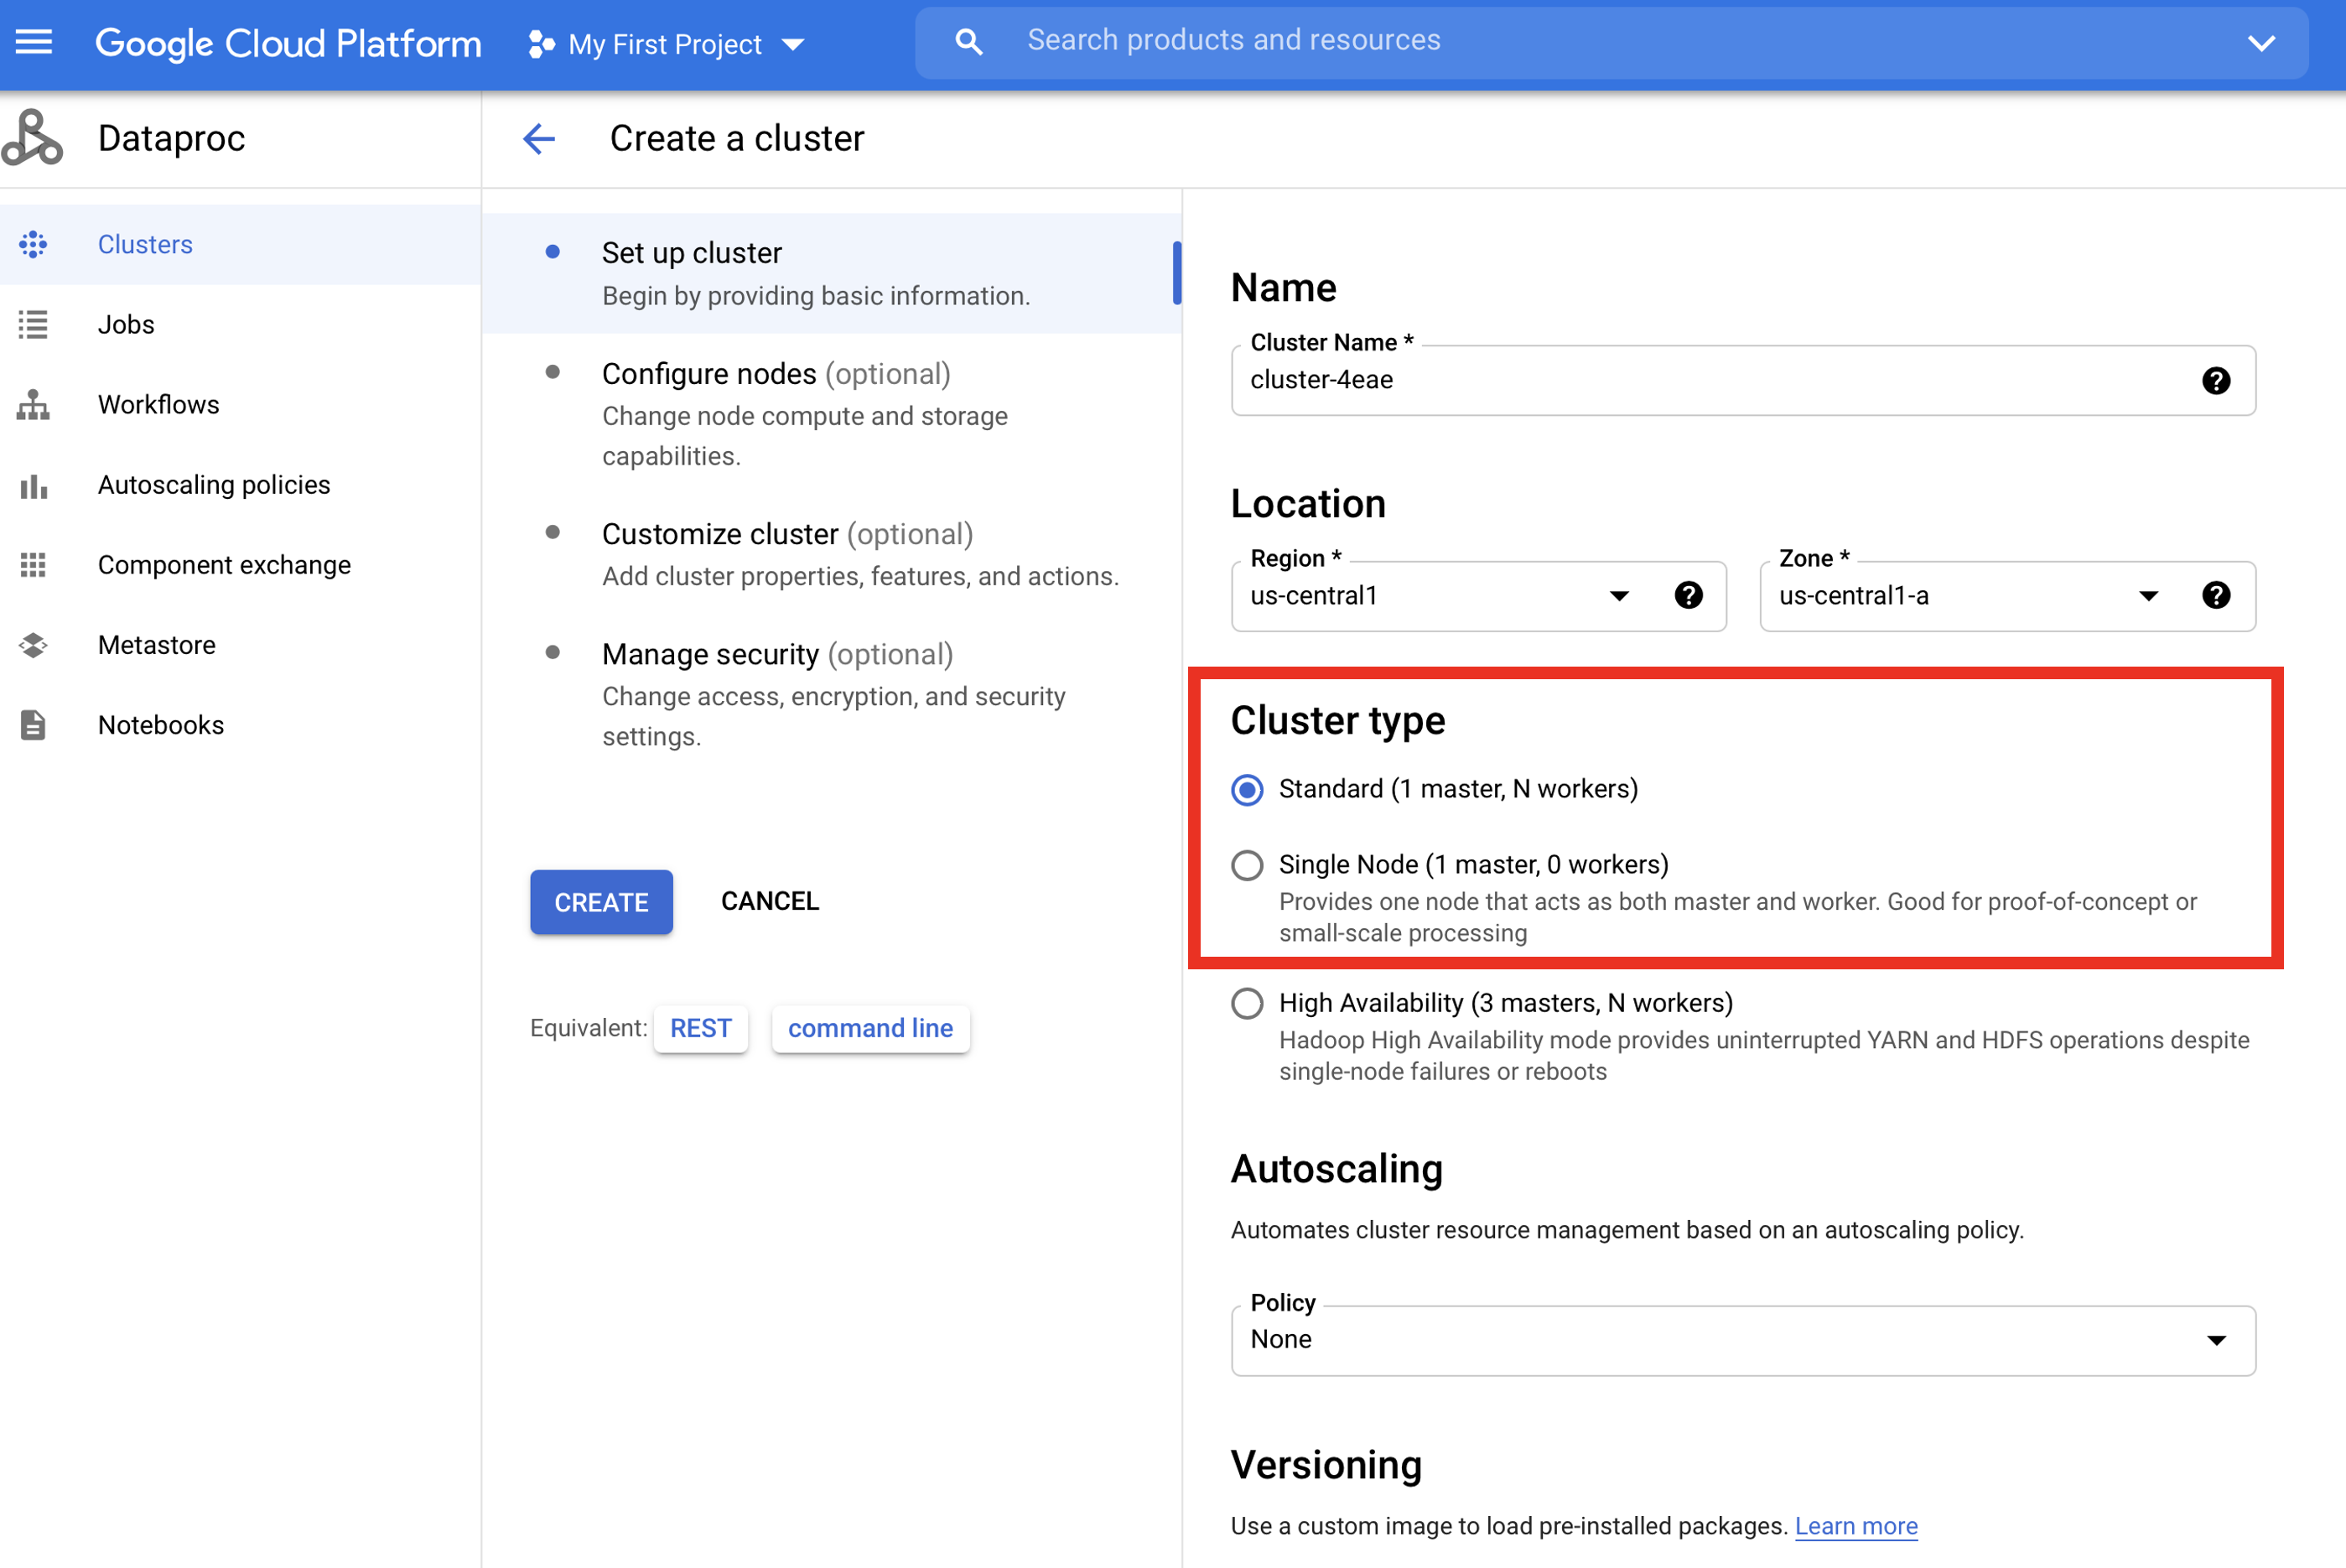 Google Cloud Platform
My First Project
Search products and resources
Dataproc
Create a cluster
Clusters
Jobs
Workflows
Autoscaling policies
Component exchange
Metastore
Notebooks
Set up cluster
Begin by providing basic information.
Configure nodes (optional)
Change node compute and storage
capabilities.
Customize cluster (optional)
Add cluster properties, features, and actions.
Manage security (optional)
Change access, encryption, and security
settings.
CREATE
CANCEL
Equivalent: REST command line
Name
Cluster Name *
cluster-4eae
Location
Region *
us-central1
Zone *
us-central1-a
Cluster type
Standard (1 master, N workers)
Single Node (1 master, 0 workers)
Provides one node that acts as both master and worker. Good for proof-of-concept or
small-scale processing
High Availability (3 masters, N workers)
Hadoop High Availability mode provides uninterrupted YARN and HDFS operations despite
single-node failures or reboots
Autoscaling
Automates cluster resource management based on an autoscaling policy.
Policy
None
Versioning
Use a custom image to load pre-installed packages. Learn more